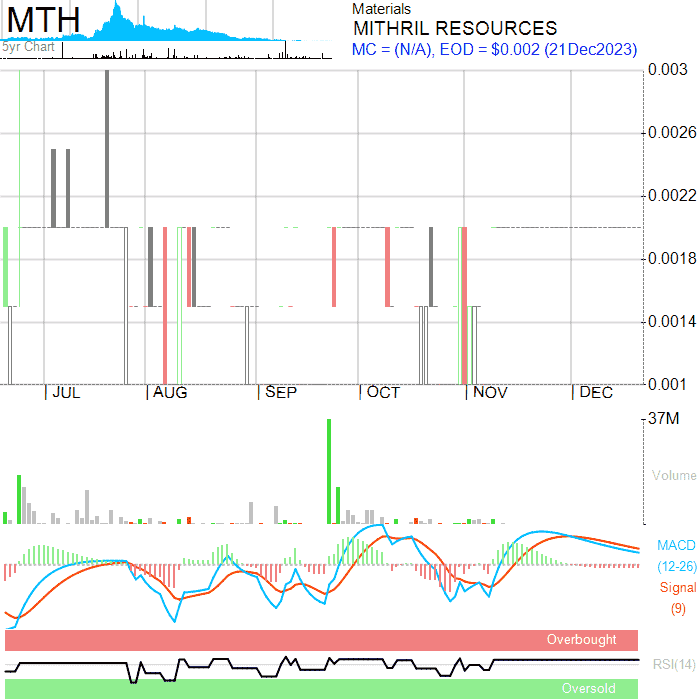 MTH
5yr Chart
Materials
MITHRIL RESOURCES
MC = (N/A), EOD = $0.002 (21Dec2023)
0.003
0.0026
0.0022
0.0018
0.0014
0.001
JUL AUG SEP OCT NOV DEC
37M
Volume
MACD
(12-26)
Signal
(9)
Overbought
RSI(14)
Oversold